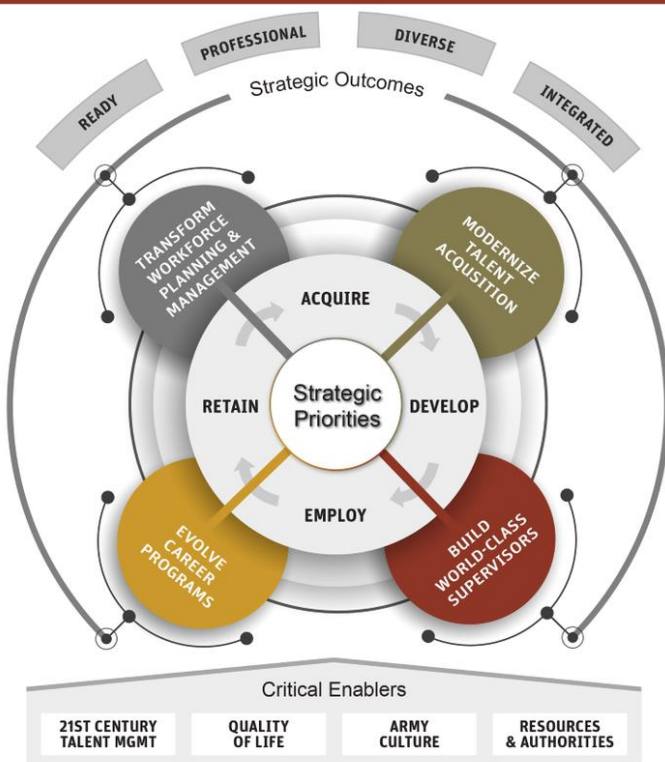 PROFESSIONAL
DIVERSE
READY
Strategic Outcomes
INTEGRATED
TRANSFORM
WORKFORCE
PLANNING &
MANAGEMENT
MODERNIZE
TALENT
ACQUSITION
ACQUIRE
RETAIN
Strategic
Priorities
DEVELOP
EMPLOY
EVOLVE
CAREER
PROGRAMS
BUILD
WORLD-CLASS
SUPERVISORS
Critical Enablers
21ST CENTURY
TALENT MGMT
QUALITY
OF LIFE
ARMY
CULTURE
RESOURCES
& AUTHORITIES